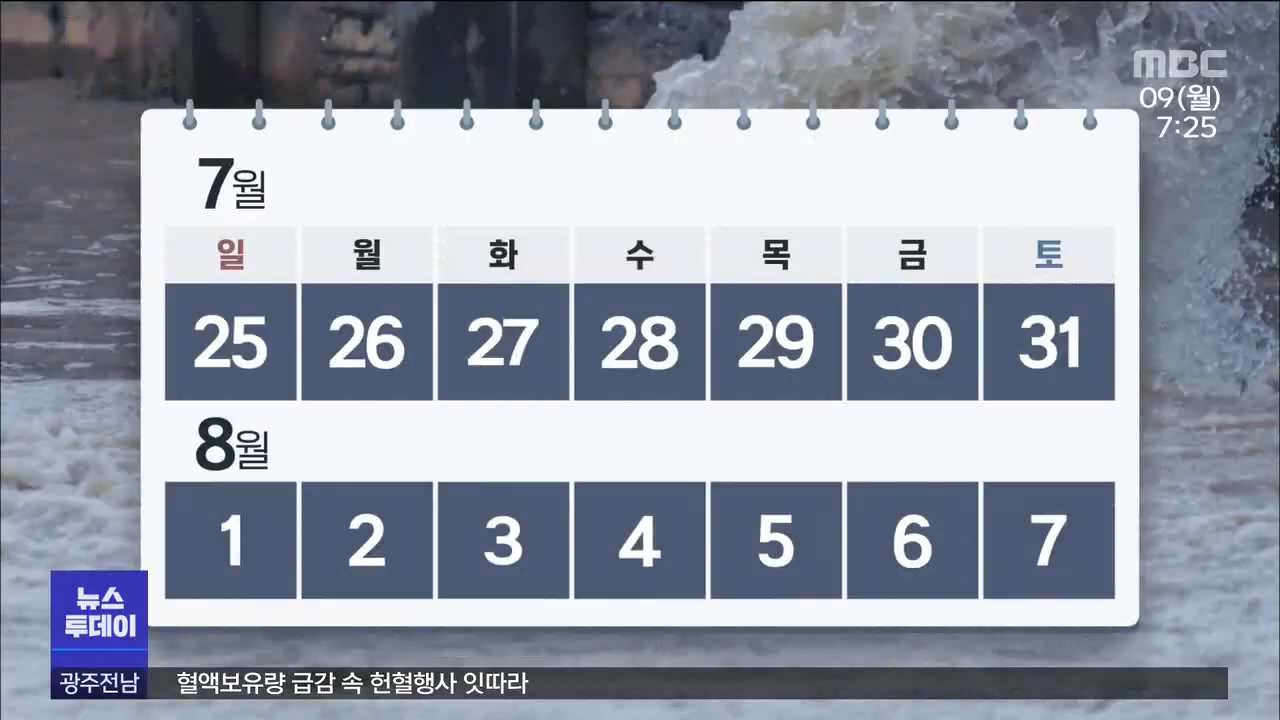 MBC
09(월)
7:25
7월
일 월 화 수 목 금 토
25 26 27 28 29 30 31
8월
1 2 3 4 5 6 7
뉴스
투데이
광주전남 혈액보유량 급감 속 헌혈행사 잇따라